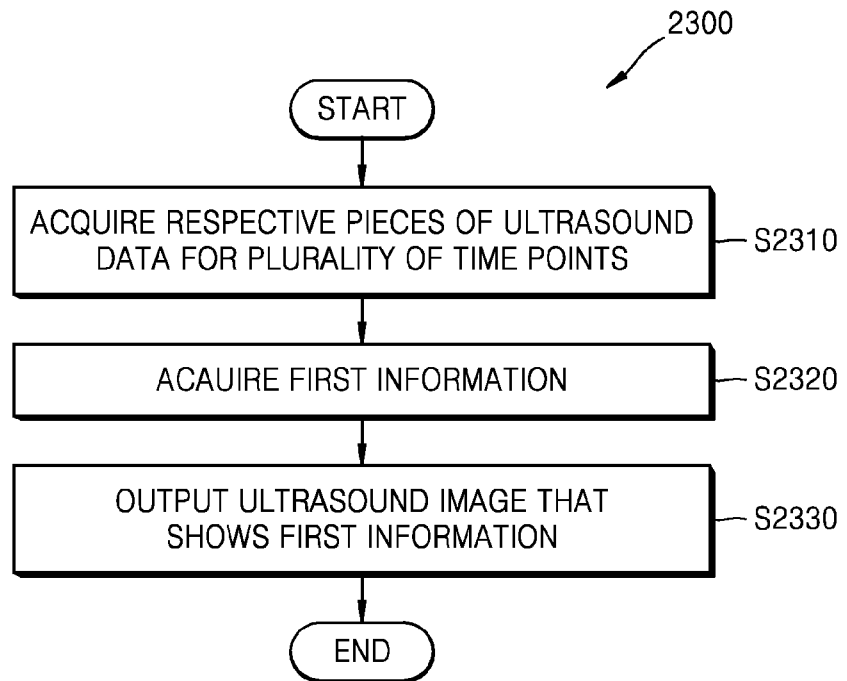 2300
START
ACQUIRE RESPECTIVE PIECES OF ULTRASOUND
DATA FOR PLURALITY OF TIME POINTS
S2310
ACAUIRE FIRST INFORMATION
S2320
OUTPUT ULTRASOUND IMAGE THAT
SHOWS FIRST INFORMATION
S2330
END